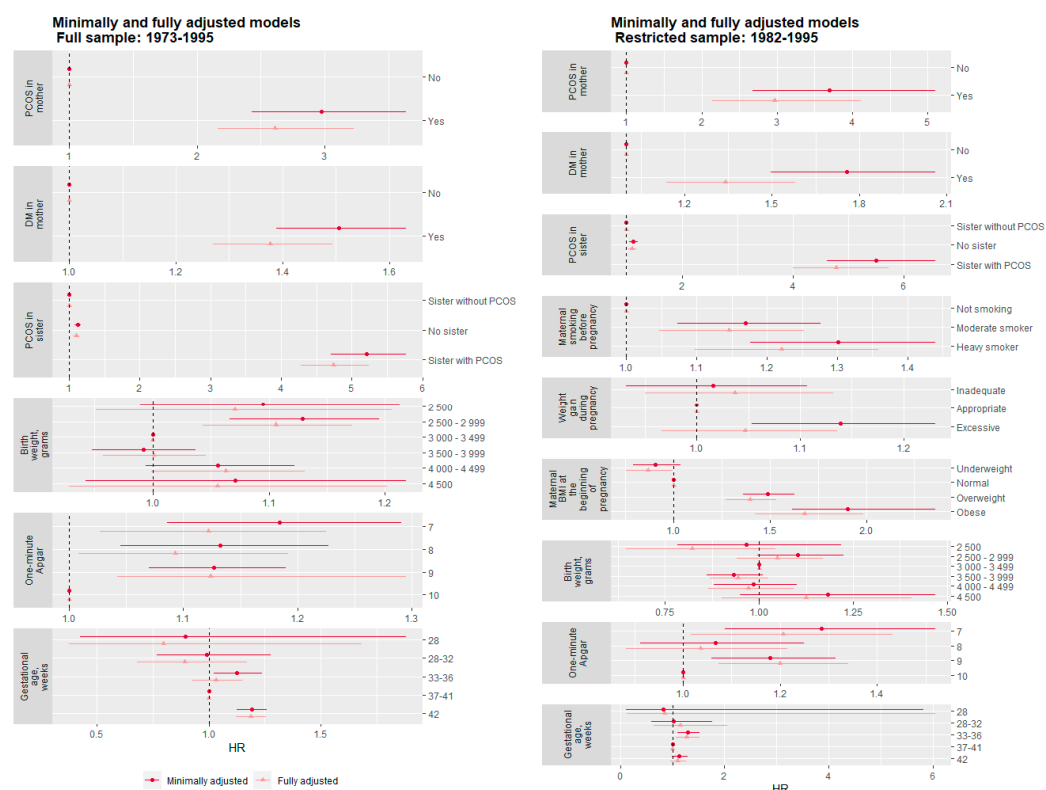 Minimally and fully adjusted models
Full sample: 1973-1995
PCOS in
mother
No
Yes
1
2
3
DM in
mother
No
Yes
1.0
1.2
1.4
1.6
PCOS in
sister
Sister without PCOS
No sister
Sister with PCOS
1
2
3
4
5
6
Birth
weight,
grams
2 500
2 500 - 2 999
3 000 - 3 499
3 500 - 3 999
4 000 - 4 499
4 500
1.0
1.1
1.2
One-minute
Apgar
7
8
9
10
1.0
1.1
1.2
1.3
Gestational
age,
weeks
28
28-32
33-36
37-41
42
0.5
1.0
1.5
HR
Minimally adjusted
Fully adjusted
Minimally and fully adjusted models
Restricted sample: 1982-1995
PCOS in
mother
No
Yes
1
2
3
4
5
DM in
mother
No
Yes
1.2
1.5
1.8
2.1
PCOS in
sister
Sister without PCOS
No sister
Sister with PCOS
2
4
6
Maternal
smoking
before
pregnancy
Not smoking
Moderate smoker
Heavy smoker
1.0
1.1
1.2
1.3
1.4
Weight
gan
during
pregnancy
Inadequate
Appropriate
Excessive
1.0
1.1
1.2
Maternal
BMI at
the
beginning
of
pregnancy
Underweight
Normal
Overweight
Obese
1.0
1.5
2.0
Birth
weight,
grams
2 500
2 500 - 2 999
3 000 - 3 499
3 500 - 3 999
4 000 - 4 499
4 500
0.75
1.00
1.25
1.50
One-minute
Apgar
7
8
9
10
1.0
1.2
1.4
Gestational
age,
weeks
28
28-32
33-36
37-41
42
0
2
4
6
HR